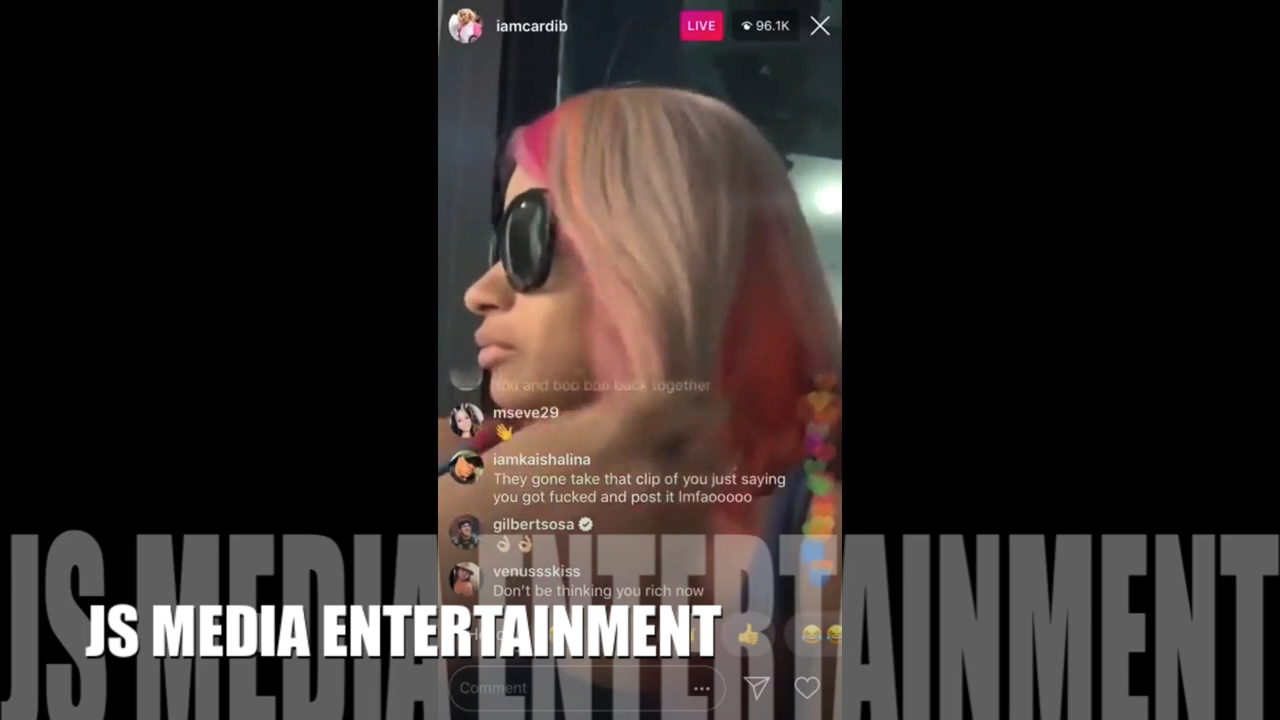 iamcardib
LIVE
96.1K
and boo boo back together
mseve29
iamkaishalina
They gone take that clip of you just saying
you got fucked and post it lmfaooooo
gilbertsosa
venussskiss
Don't be thinking you rich now
JS MEDIA ENTERTAINMENT
JS MEDIA ENTERTAINMENT
Comment